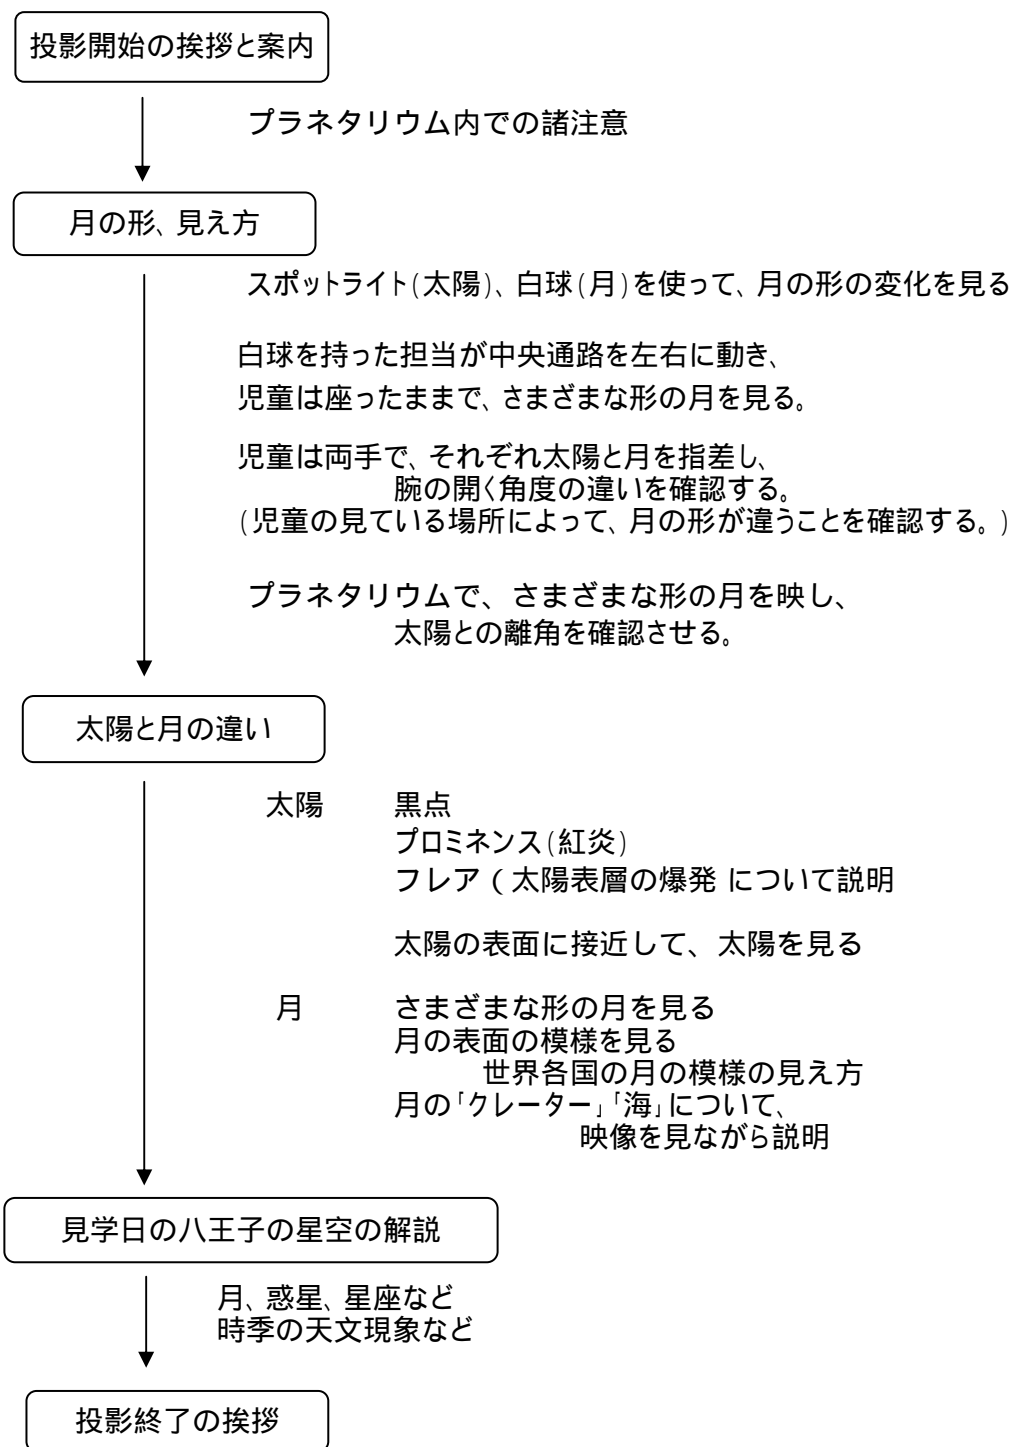 投影開始の挨拶と案内
プラネタリウム内での諸注意
月の形、見え方
スポットライト(太陽)、白球(月)を使って、月の形の変化を見る
白球を持った担当が中央通路を左右に動き、
児童は座ったままで、さまざまな形の月を見る。
児童は両手で、それぞれ太陽と月を指差し、
腕の開く角度の違いを確認する。
(児童の見ている場所によって、月の形が違うことを確認する。)
プラネタリウムで、さまざまな形の月を映し、
太陽との離角を確認させる。
太陽と月の違い
太陽 黒点
プロミネンス(紅炎)
フレア(太陽表層の爆発 について説明
太陽の表面に接近して、太陽を見る
月 さまざまな形の月を見る
月の表面の模様を見る
世界各国の月の模様の見え方
月の「クレーター」「海」について、
映像を見ながら説明
見学日の八王子の星空の解説
月、惑星、星座など
時季の天文現象など
投影終了の挨拶